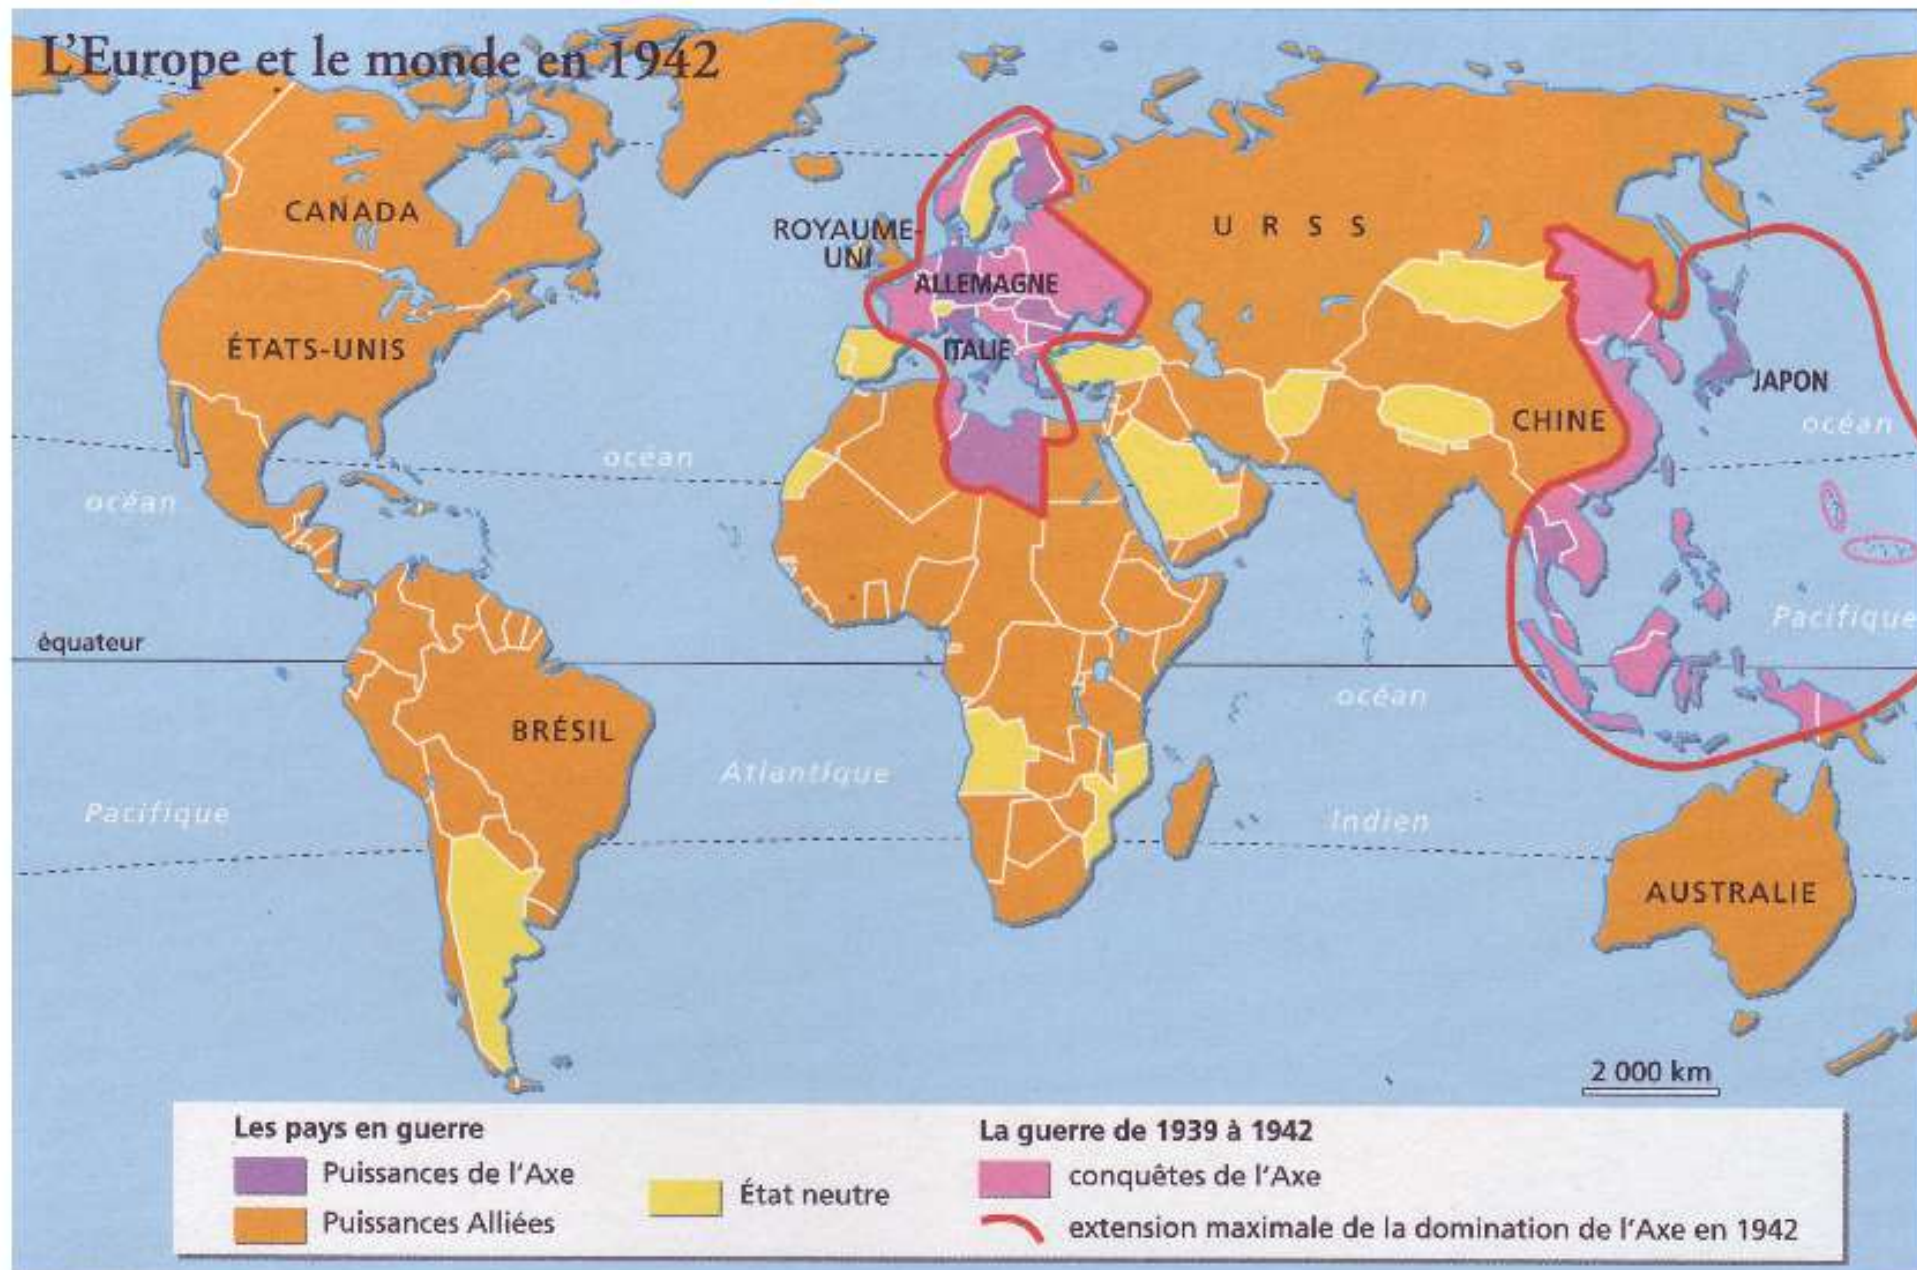 L'Europe et le monde en 1942
CANADA
ROYAUME-
UNI
U R S S
ALLEMAGNE
ÉTATS-UNIS
ITALIE
JAPON
CHINE
océan
océan
océan
Pacifique
équateur
océan
BRÉSIL
Atlantique
Pacifique
Indien
AUSTRALIE
2 000 km
Les pays en guerre
Puissances de l'Axe
Puissances Alliées
État neutre
La guerre de 1939 à 1942
conquêtes de l'Axe
extension maximale de la domination de l'Axe en 1942